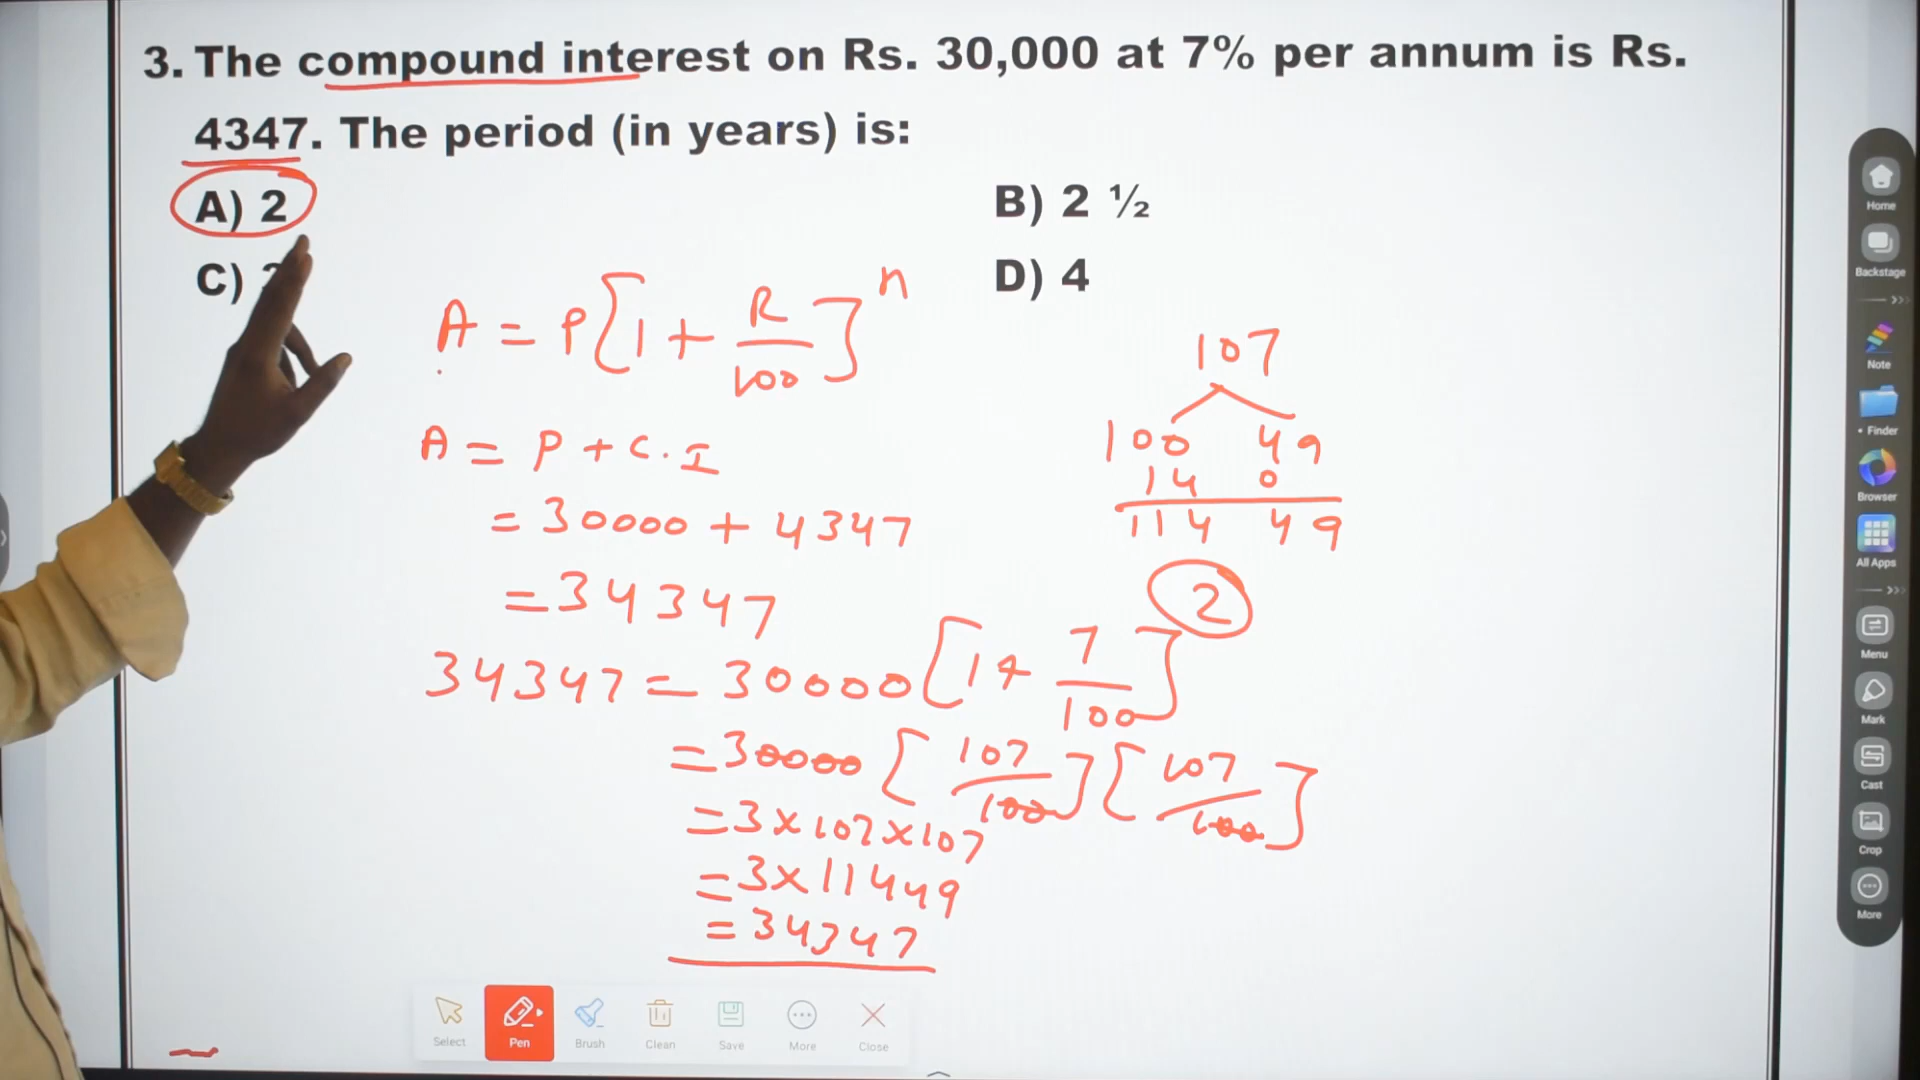 3. The compound interest on Rs. 30,000 at 7% per annum is Rs.
4347. The period (in years) is:
A) 2
B) 2 ½
C)
D) 4
A = P[1 + R/100]^n
A = P + C.I
= 30000 + 4347
= 34347
34347 = 30000[1 + 7/100]^2
= 30000 [107/100] [107/100]
= 3 × 107 × 107
= 3 × 11449
= 34347
107
100 49
14 0
114 49
Home
Backstage
Note
Finder
Browser
All Apps
Menu
Mark
Cast
Crop
More
Select
Pen
Brush
Clean
Save
More
Close